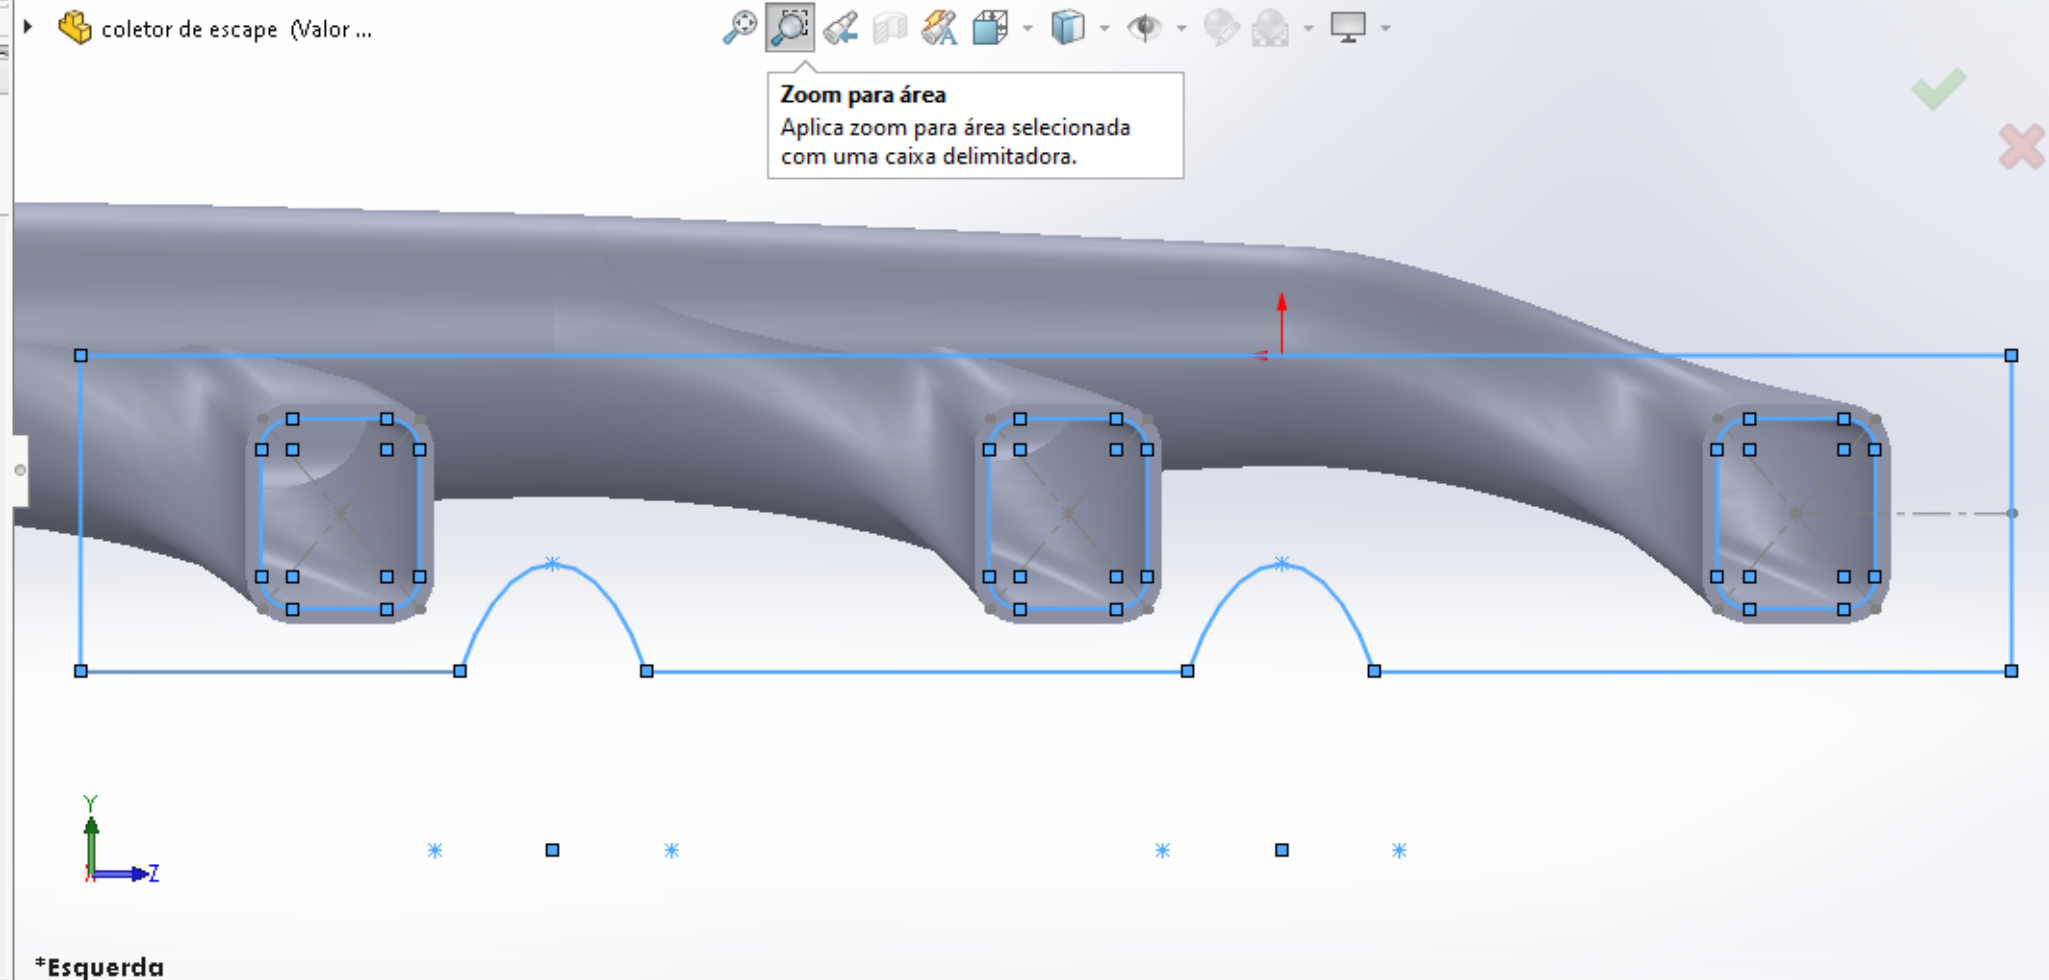 coletor de escape (Valor ...
Zoom para área
Aplica zoom para área selecionada
com uma caixa delimitadora.
Y
Z
*Esquerda